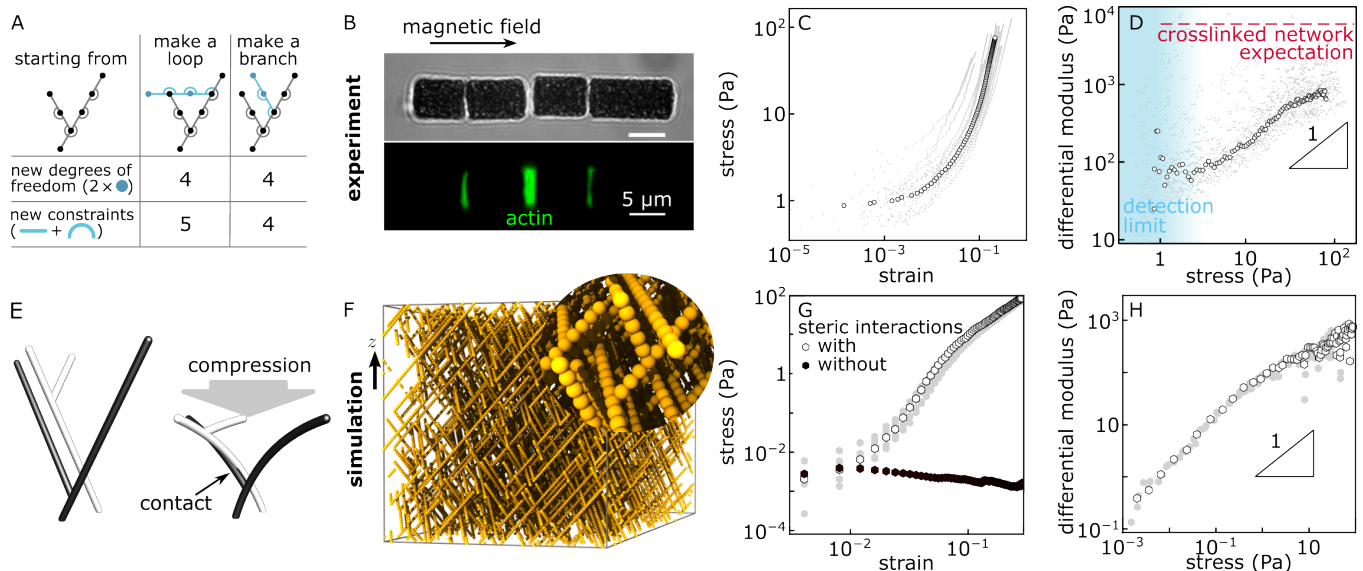 A
make a
loop
make a
branch
starting from
new degrees of
freedom (2 × )
4
4
new constraints
( + )
5
4
B
magnetic field
experiment
actin
5 µm
C
stress (Pa)
10²
10
1
10⁻⁵
10⁻³
10⁻¹
strain
D
differential modulus (Pa)
10⁴
10³
10²
10
crosslinked network
expectation
1
detection
limit
1
10
10²
stress (Pa)
E
compression
contact
F
z
simulation
G
stress (Pa)
10²
1
10⁻²
10⁻⁴
steric interactions
with
without
10⁻²
10⁻¹
strain
H
differential modulus (Pa)
10³
10
10⁻¹
1
10⁻³
10⁻¹
10
stress (Pa)